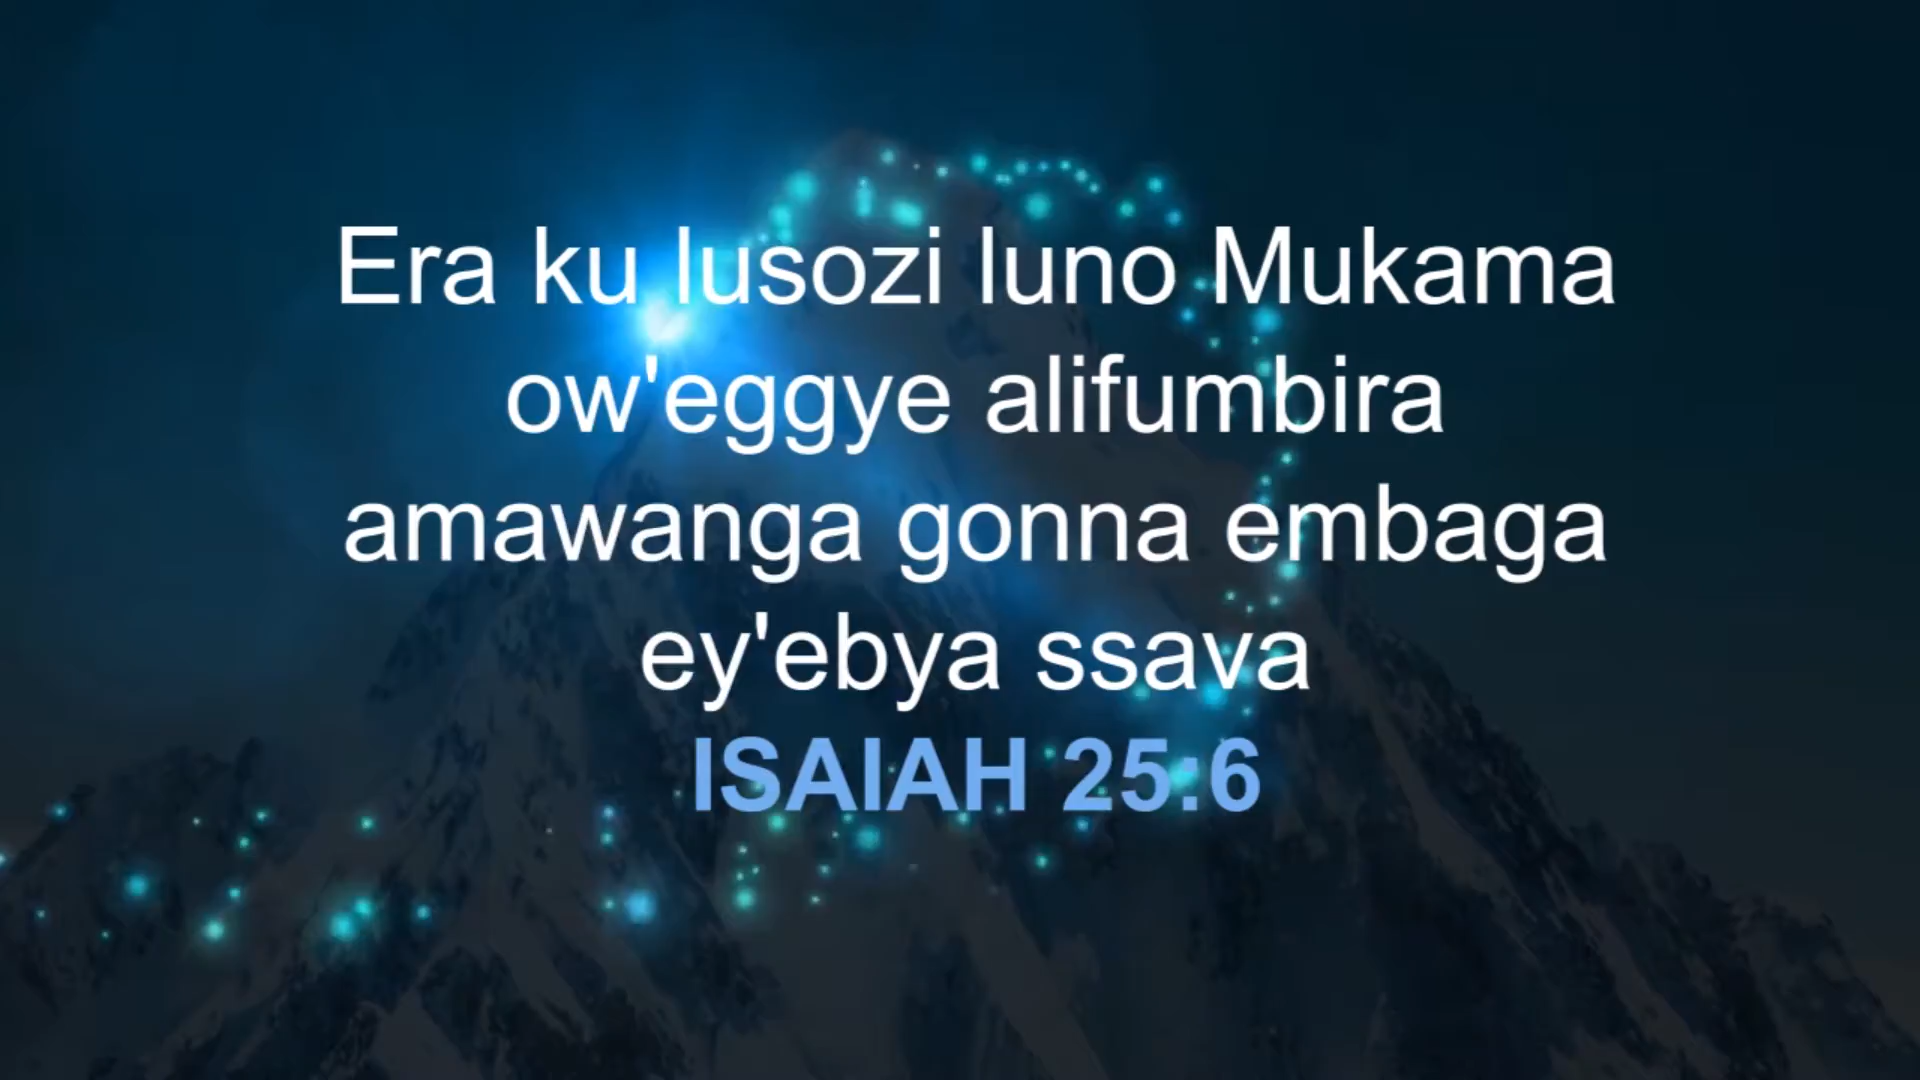 Era ku lusozi luno Mukama
ow'eggye alifumbira
amawanga gonna embaga
ey'ebya ssava
ISAIAH 25:6